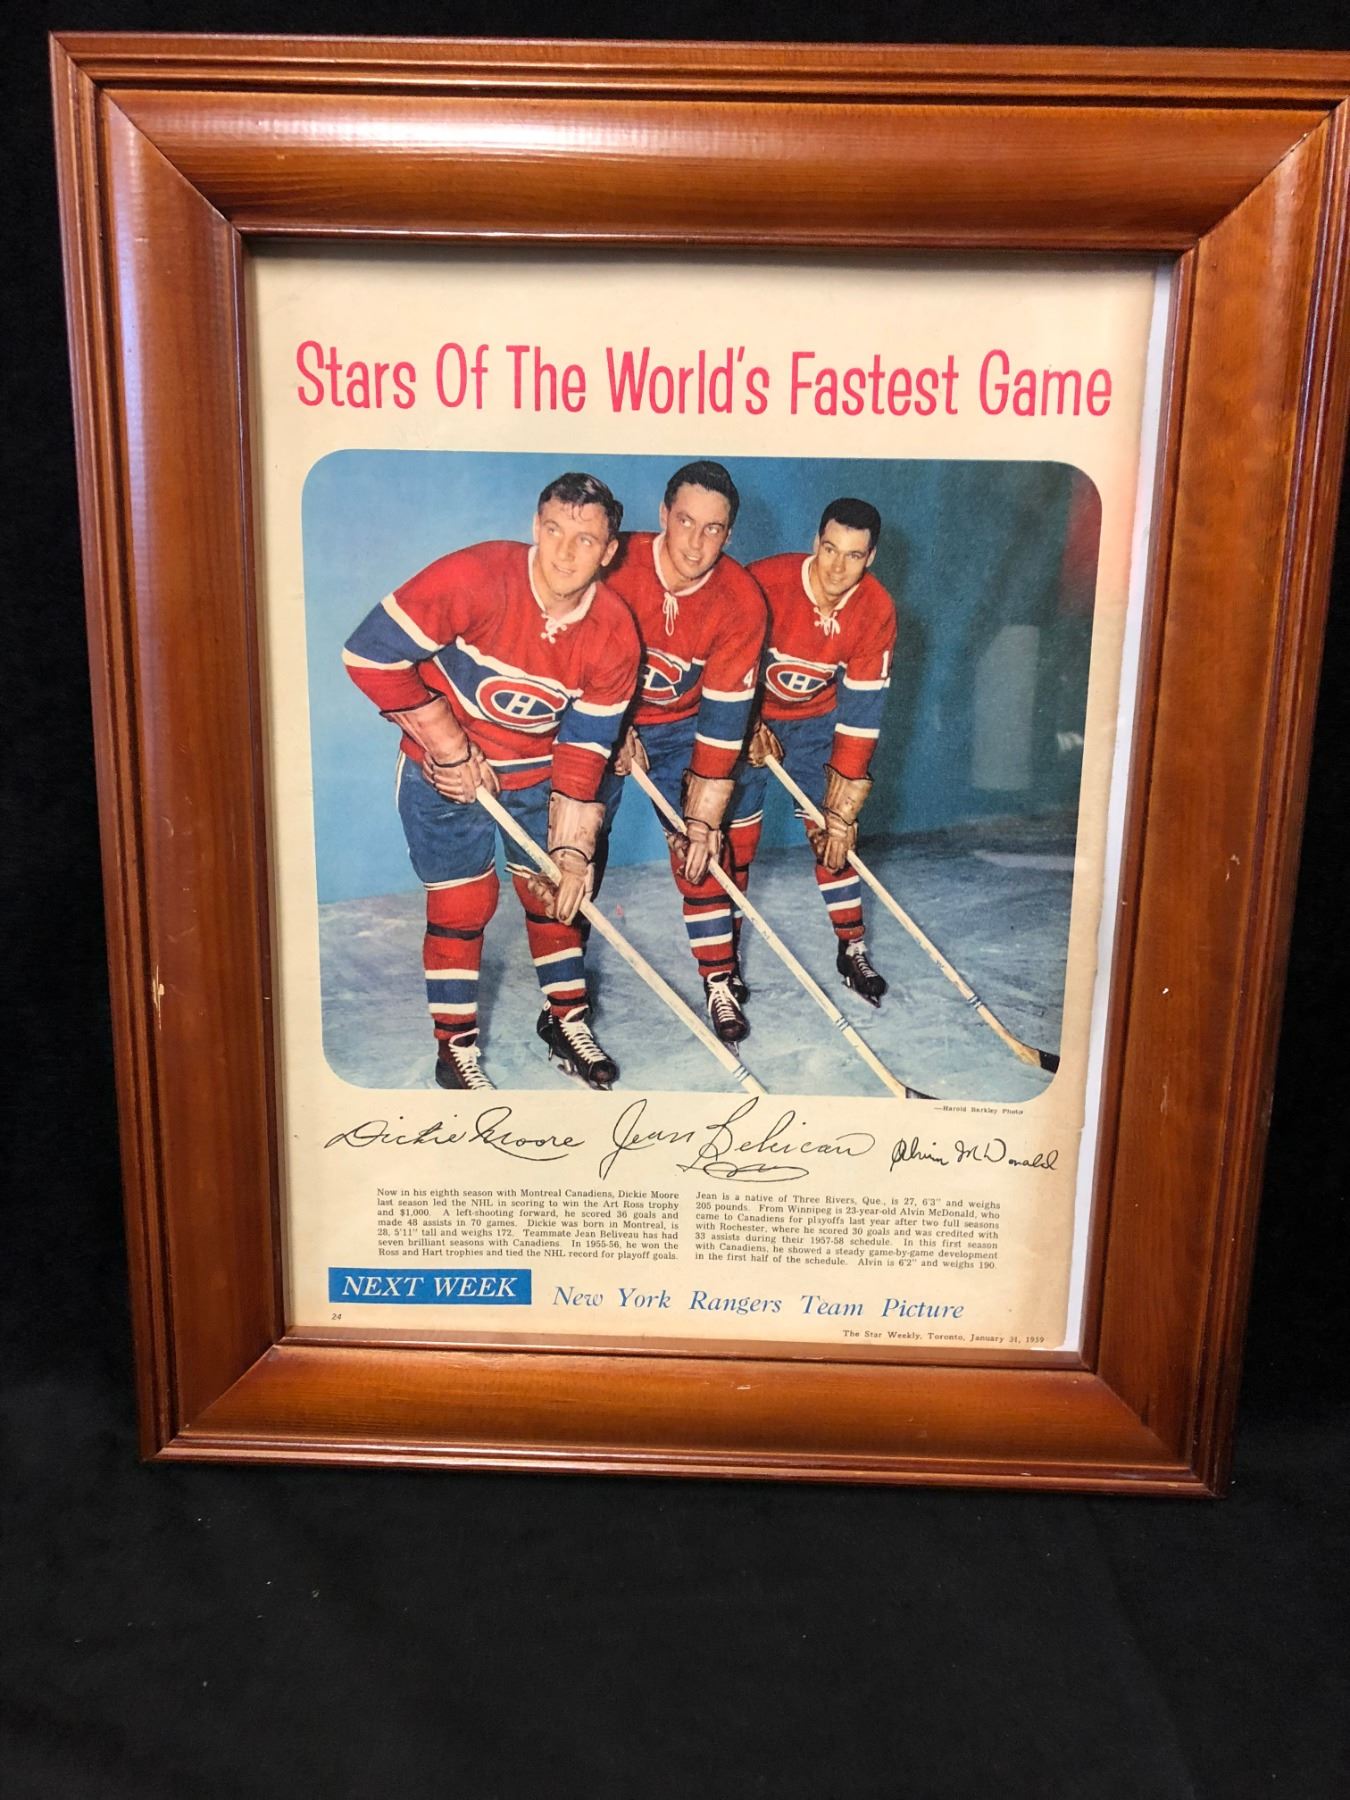 Stars Of The World's Fastest Game
4
1
—Harold Barkley Photo
Dickie Moore Jean Beliveau Alvin McDonald
Now in his eighth season with Montreal Canadiens, Dickie Moore
last season led the NHL in scoring to win the Art Ross trophy
and $1,000. A left-shooting forward, he scored 36 goals and
made 48 assists in 70 games. Dickie was born in Montreal, is
28, 5'11" tall and weighs 172. Teammate Jean Beliveau has had
seven brilliant seasons with Canadiens. In 1955-56, he won the
Ross and Hart trophies and tied the NHL record for playoff goals.
Jean is a native of Three Rivers, Que., is 27, 6'3" and weighs
205 pounds. From Winnipeg is 23-year-old Alvin McDonald, who
came to Canadiens for playoffs last year after two full seasons
with Rochester, where he scored 30 goals and was credited with
33 assists during their 1957-58 schedule. In this first season
with Canadiens, he showed a steady game-by-game development
in the first half of the schedule. Alvin is 6'2" and weighs 190.
NEXT WEEK New York Rangers Team Picture
24
The Star Weekly, Toronto, January 31, 1959